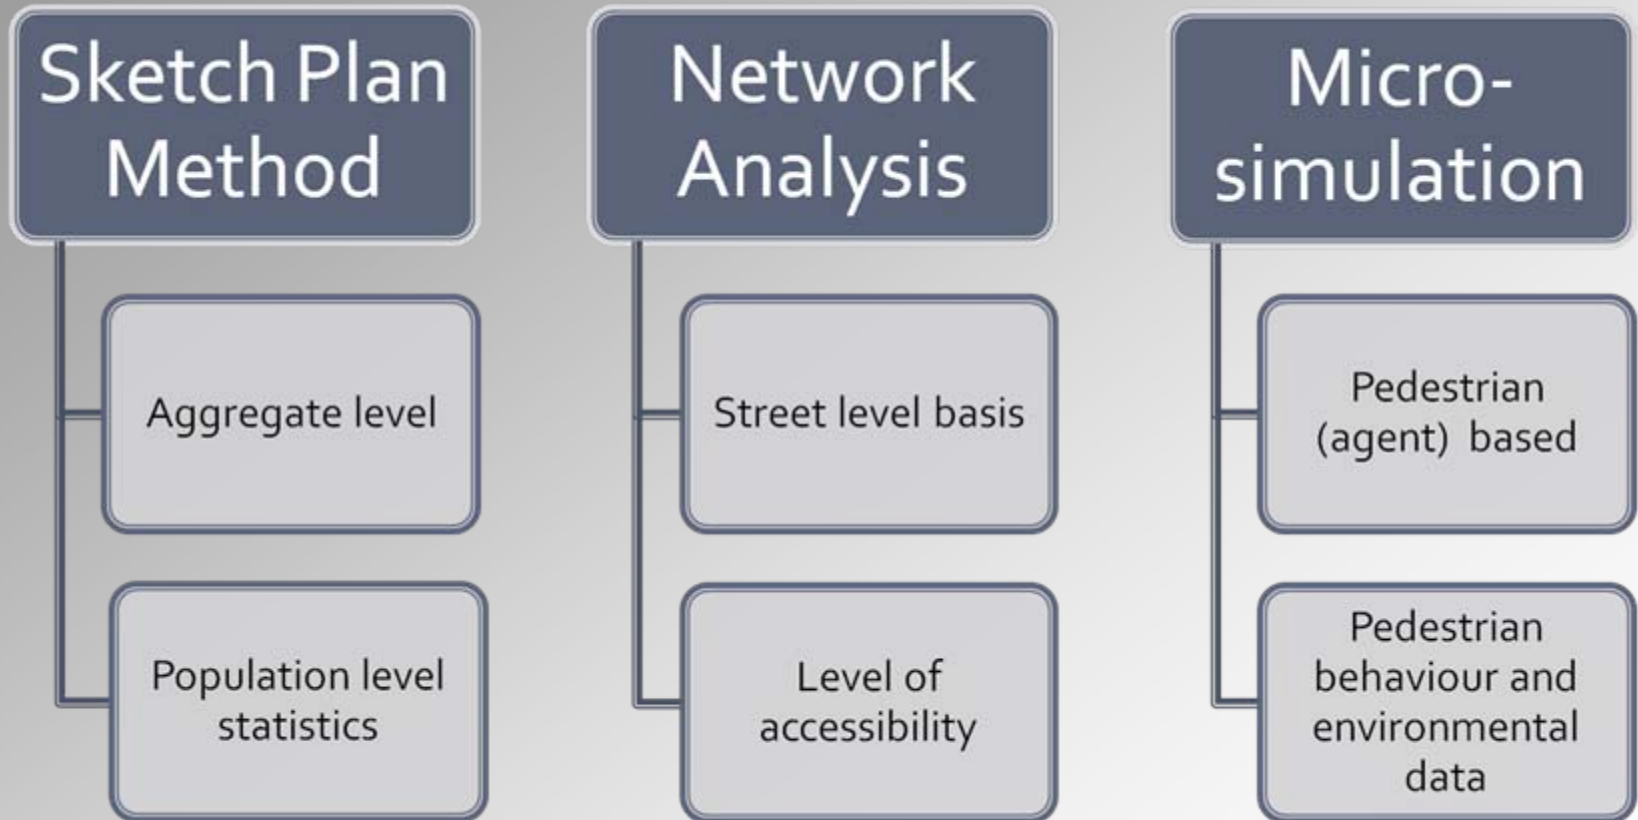 Sketch Plan
Method
Aggregate level
Population level
statistics
Network
Analysis
Street level basis
Level of
accessibility
Micro-
simulation
Pedestrian
(agent) based
Pedestrian
behaviour and
environmental
data